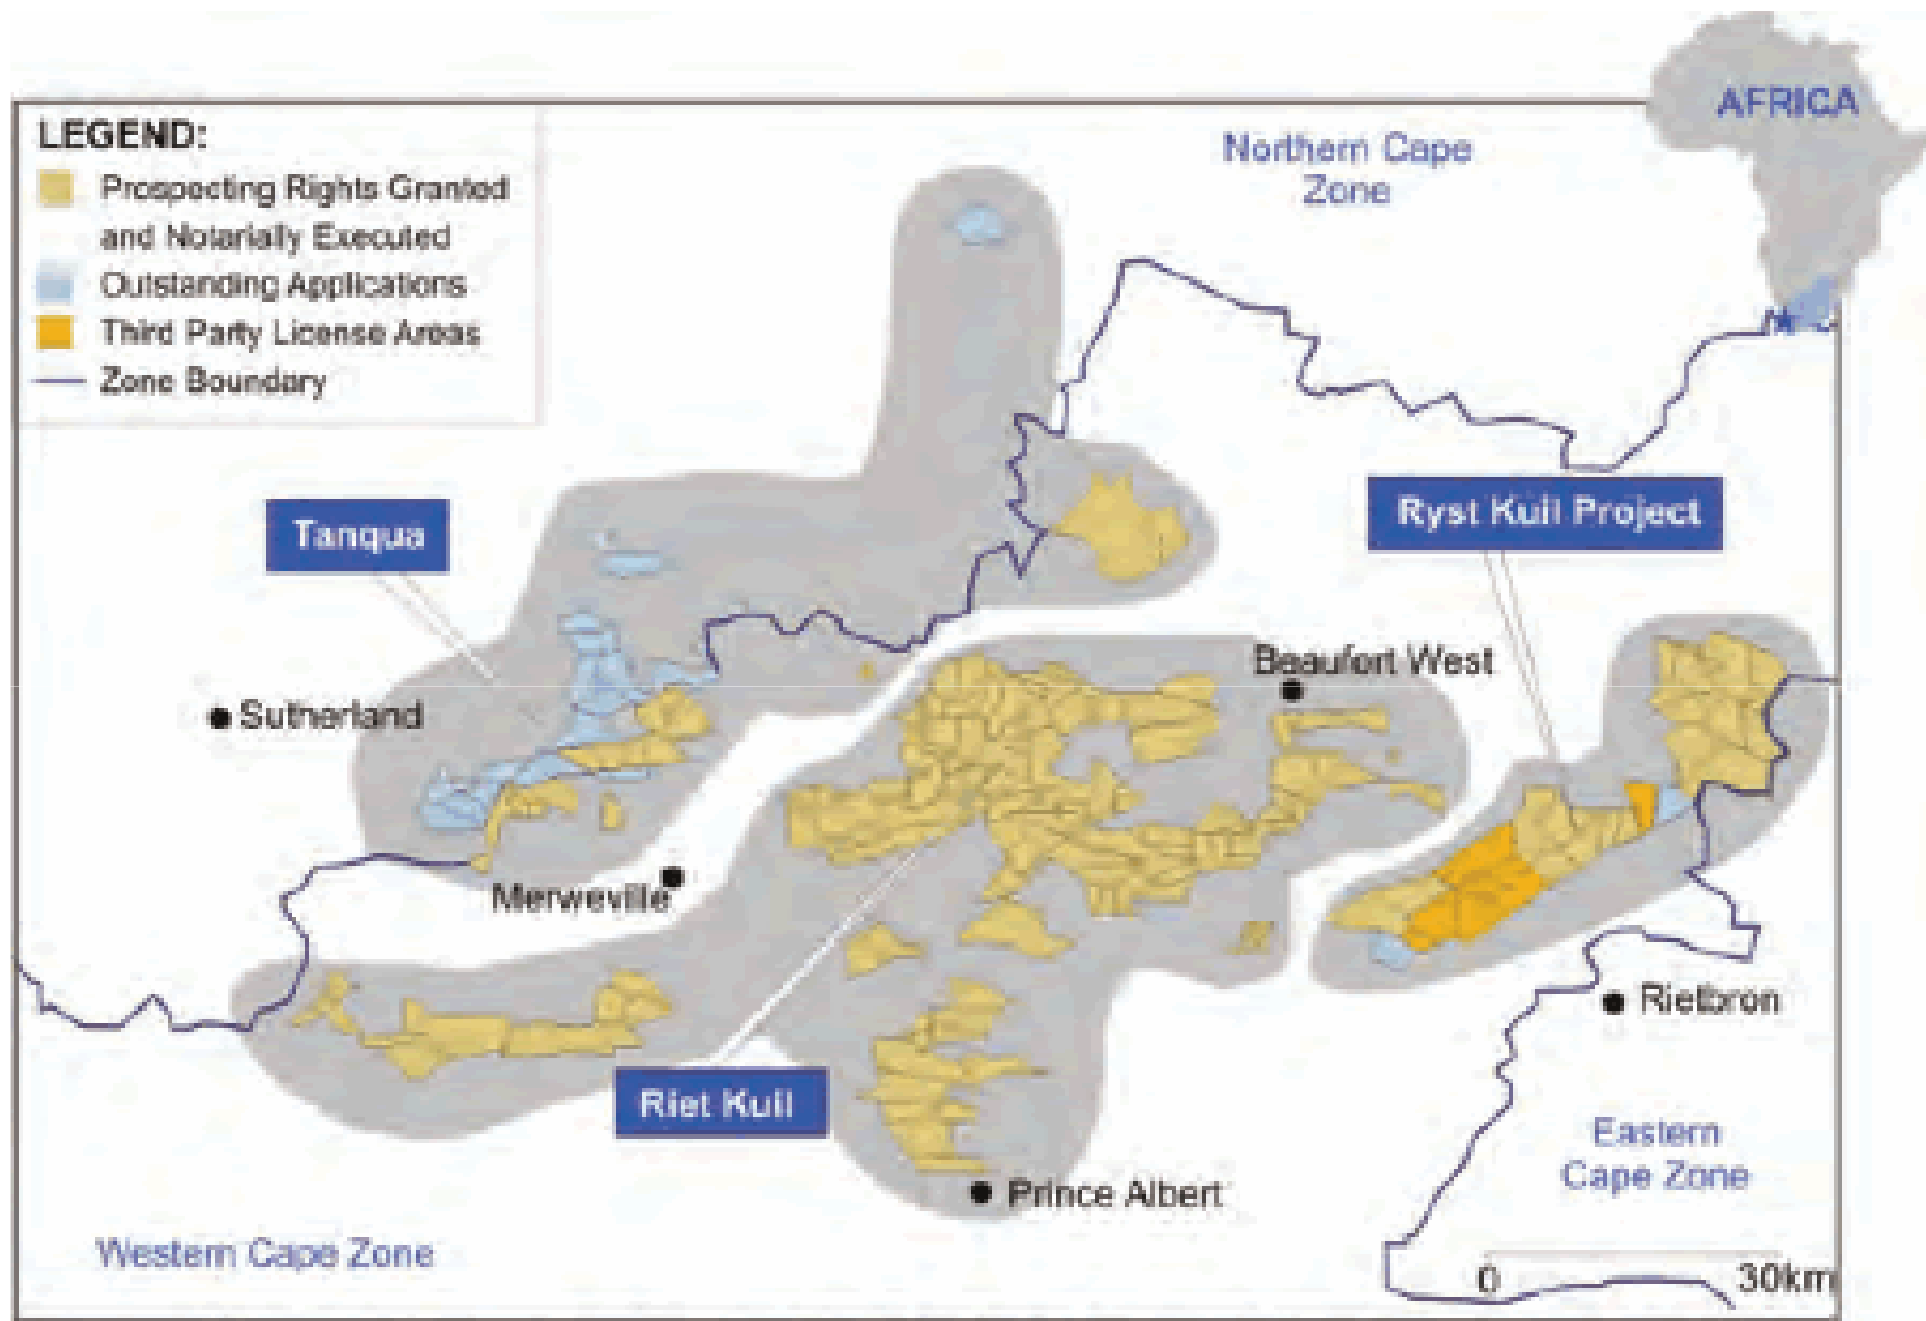 AFRICA
LEGEND:
Prospecting Rights Granted
and Notarially Executed
Outstanding Applications
Third Party License Areas
Zone Boundary
Northern Cape
Zone
Tanqua
Ryst Kuil Project
Beaufort West
Sutherland
Merweville
Rietbron
Riet Kuil
Eastern
Cape Zone
Prince Albert
Western Cape Zone
0
30km